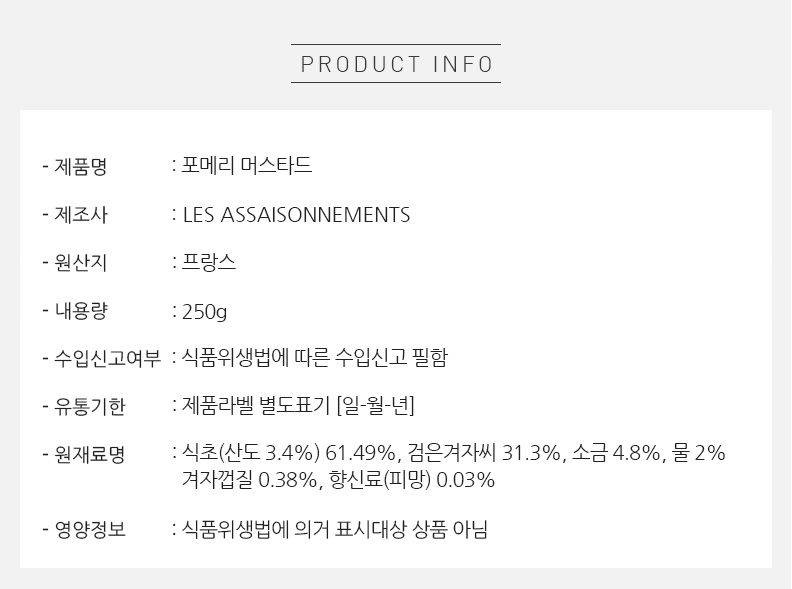 PRODUCT INFO
- 제품명 : 포메리 머스타드
- 제조사 : LES ASSAISONNEMENTS
- 원산지 : 프랑스
- 내용량 : 250g
- 수입신고여부 : 식품위생법에 따른 수입신고 필함
- 유통기한 : 제품라벨 별도표기 [일-월-년]
- 원재료명 : 식초(산도 3.4%) 61.49%, 검은겨자씨 31.3%, 소금 4.8%, 물 2%
겨자껍질 0.38%, 향신료(피망) 0.03%
- 영양정보 : 식품위생법에 의거 표시대상 상품 아님